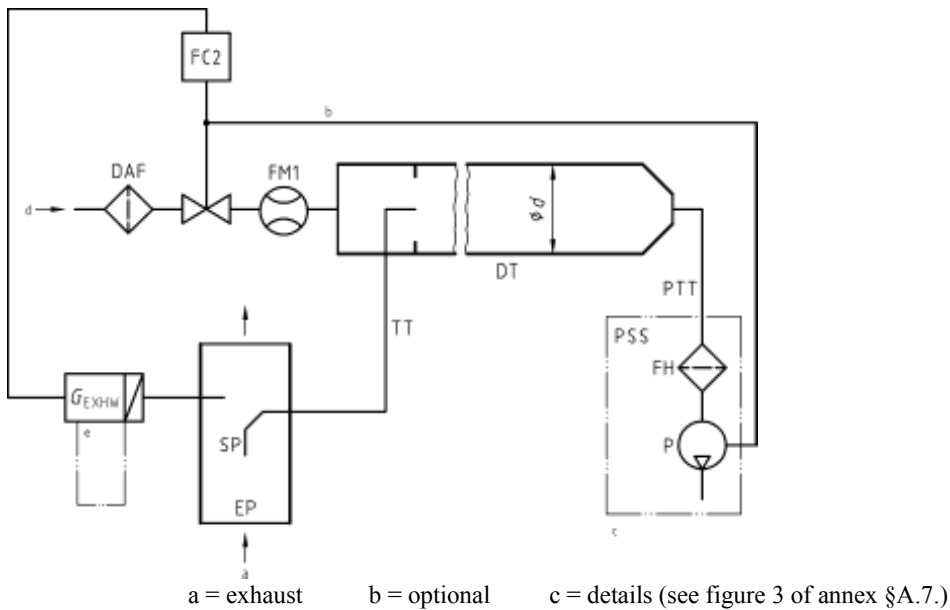 FC2
b
DAF
FM1
d
ø d
DT
PTT
TT
PSS
FH
G_EXHW
e
SP
P
EP
c
a
a = exhaust b = optional c = details (see figure 3 of annex §A.7.)